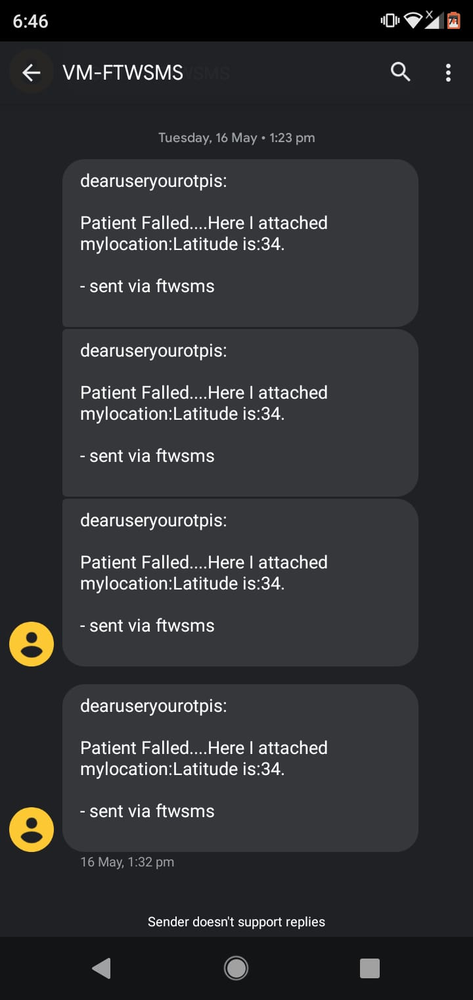 6:46
71
VM-FTWSMS
Tuesday, 16 May • 1:23 pm
dearuseryourotpis:
Patient Falled....Here I attached
mylocation:Latitude is:34.
- sent via ftwsms
dearuseryourotpis:
Patient Falled....Here I attached
mylocation:Latitude is:34.
- sent via ftwsms
dearuseryourotpis:
Patient Falled....Here I attached
mylocation:Latitude is:34.
- sent via ftwsms
dearuseryourotpis:
Patient Falled....Here I attached
mylocation:Latitude is:34.
- sent via ftwsms
16 May, 1:32 pm
Sender doesn't support replies